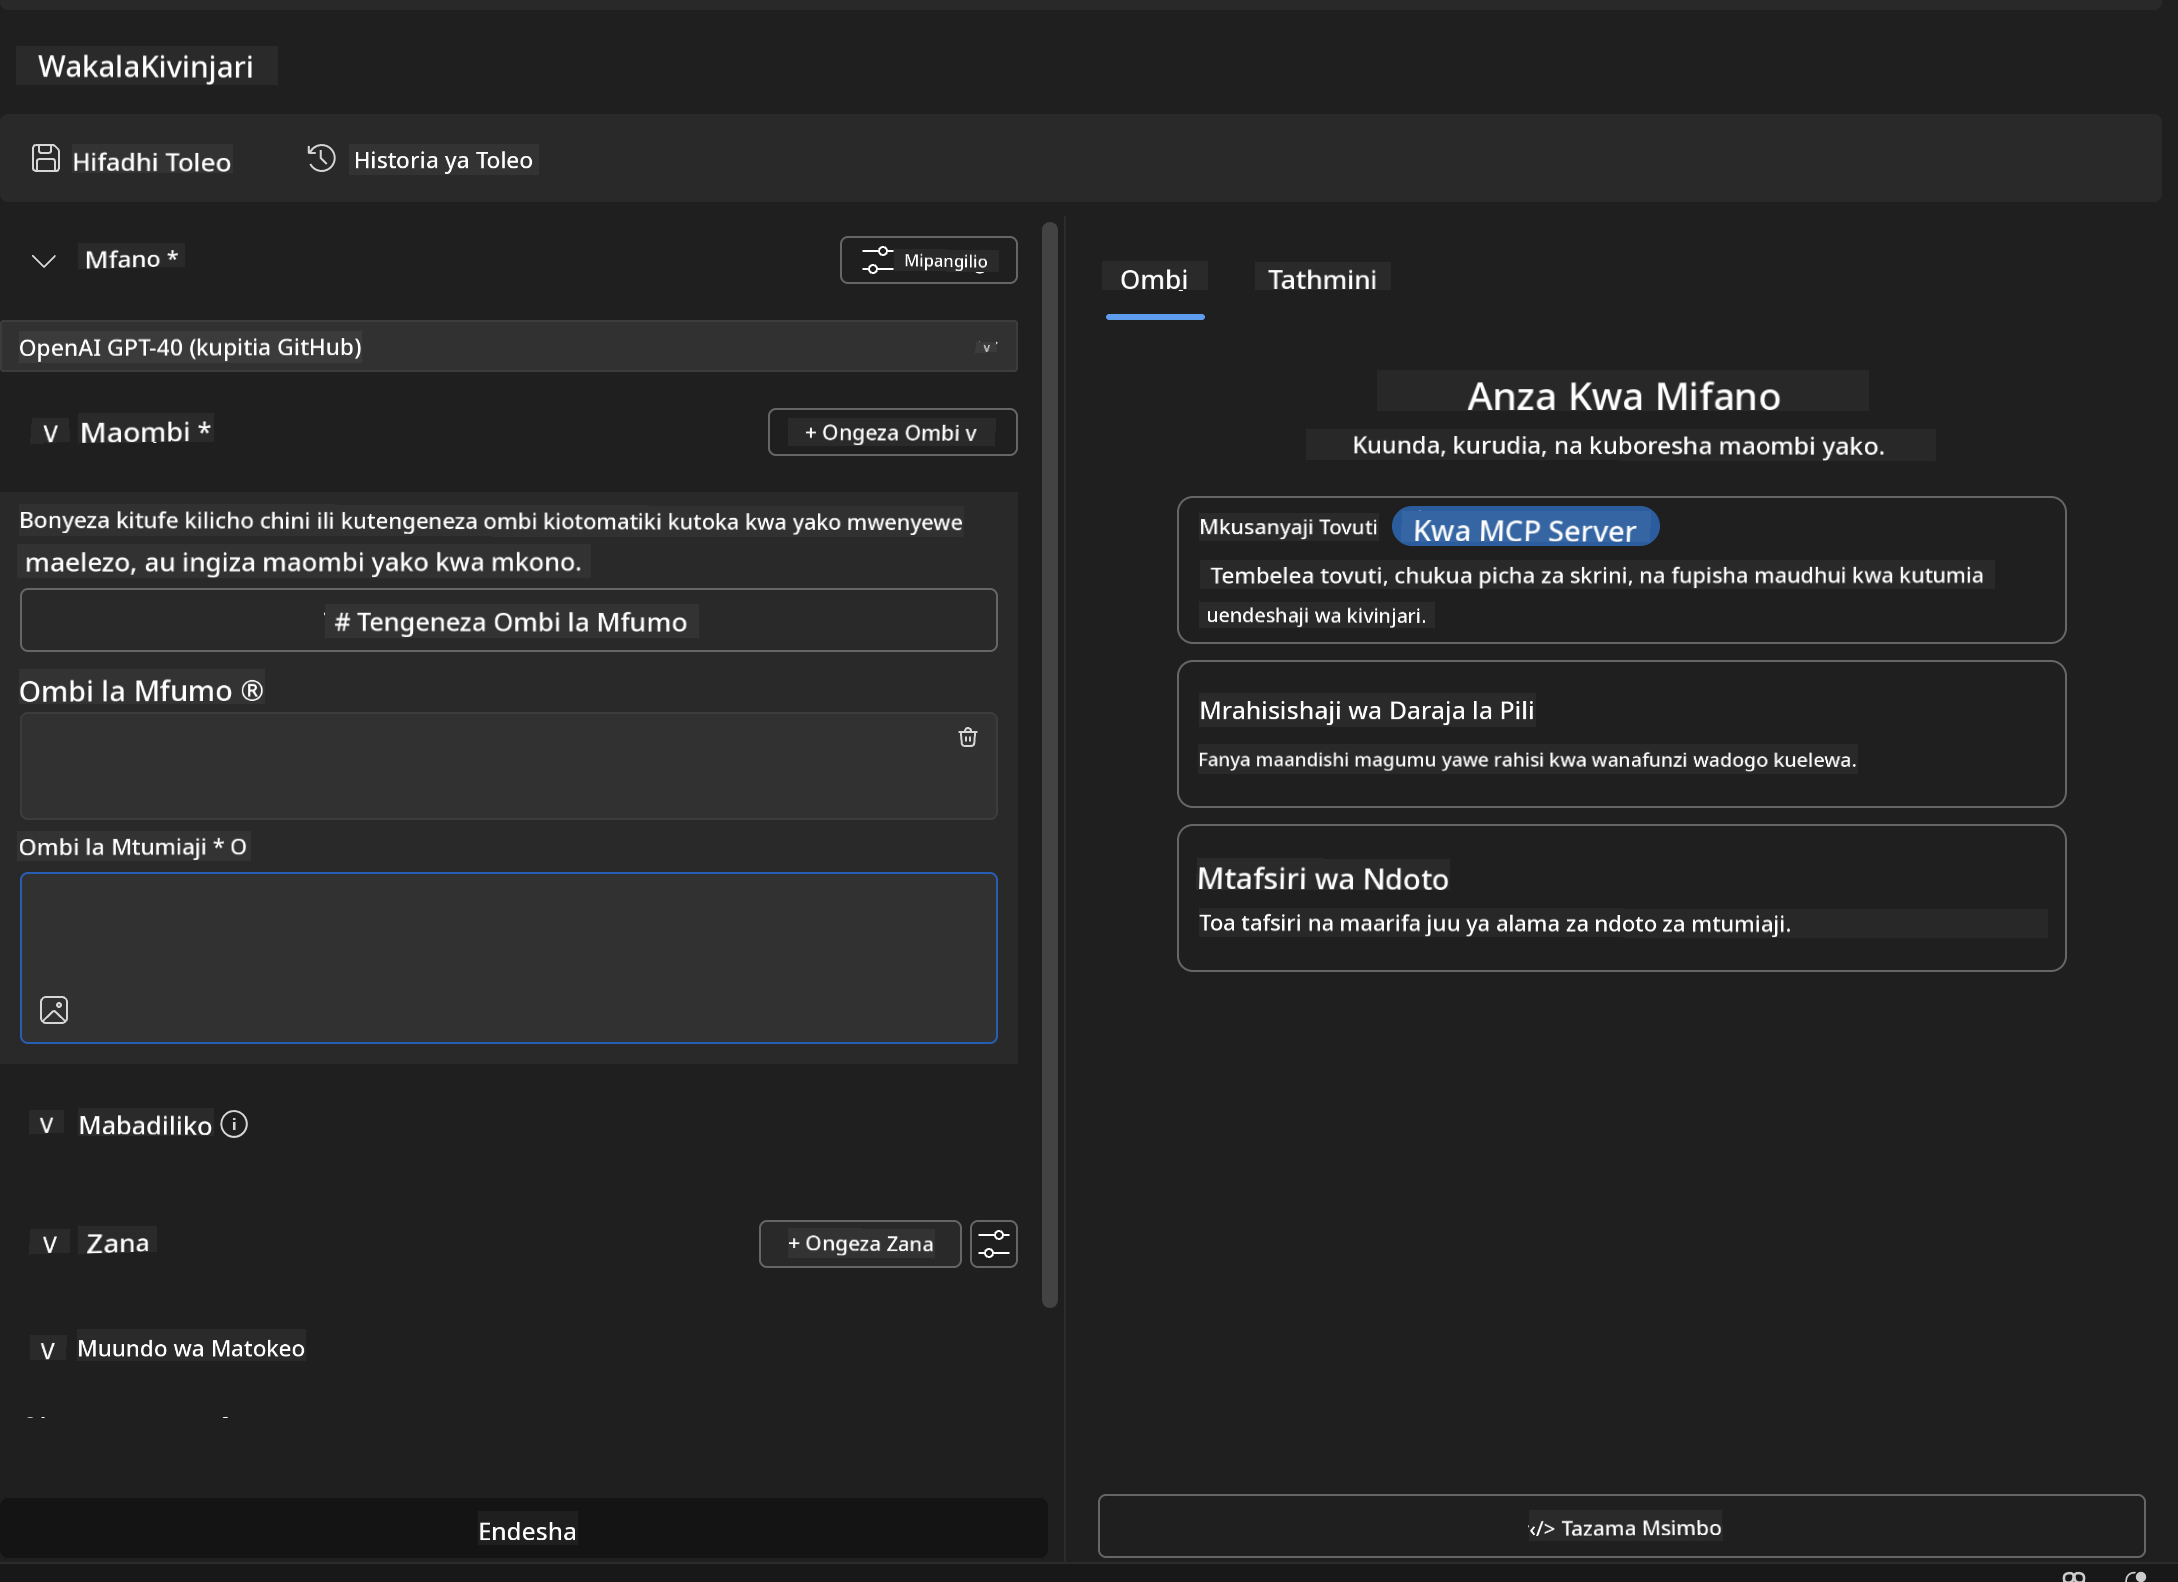 WakalaKivinjari
Hifadhi Toleo
Historia ya Toleo
Mfano *
Mipangilio
OpenAI GPT-40 (kupitia GitHub)
v
v Maombi *
+ Ongeza Ombi v
Bonyeza kitufe kilicho chini ili kutengeneza ombi kiotomatiki kutoka kwa yako mwenyewe
maelezo, au ingiza maombi yako kwa mkono.
# Tengeneza Ombi la Mfumo
Ombi la Mfumo ®
Ombi la Mtumiaji * O
v Mabadiliko
v Zana
+ Ongeza Zana
v Muundo wa Matokeo
Endesha
Ombi
Tathmini
Anza Kwa Mifano
Kuunda, kurudia, na kuboresha maombi yako.
Mkusanyaji Tovuti
Kwa MCP Server
Tembelea tovuti, chukua picha za skrini, na fupisha maudhui kwa kutumia
uendeshaji wa kivinjari.
Mrahisishaji wa Daraja la Pili
Fanya maandishi magumu yawe rahisi kwa wanafunzi wadogo kuelewa.
Mtafsiri wa Ndoto
Toa tafsiri na maarifa juu ya alama za ndoto za mtumiaji.
</> Tazama Msimbo